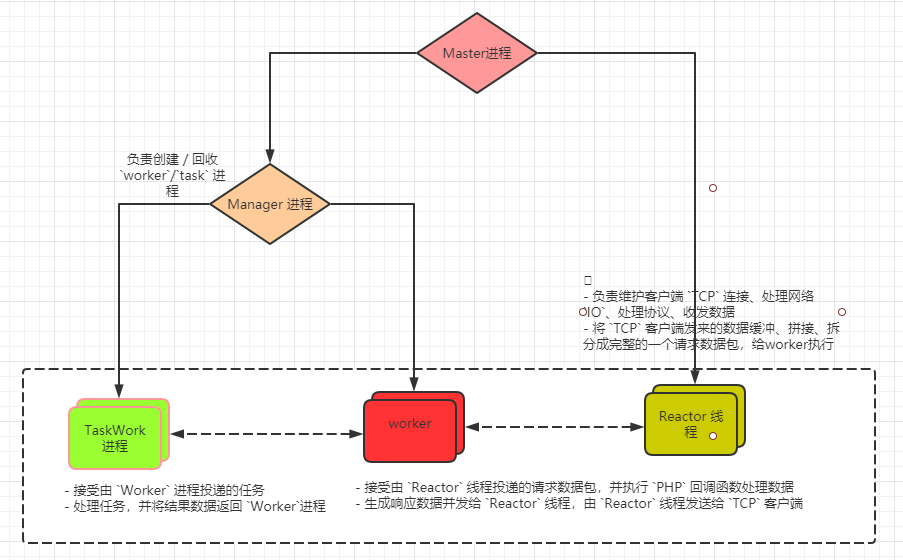 Master进程
负责创建 / 回收
`worker`/`task` 进
程
Manager 进程
- 负责维护客户端 `TCP` 连接、处理网络
`IO`、处理协议、收发数据
- 将 `TCP` 客户端发来的数据缓冲、拼接、拆
分成完整的一个请求数据包，给worker执行
TaskWork
进程
worker
Reactor 线
程
- 接受由 `Worker` 进程投递的任务
- 处理任务，并将结果数据返回 `Worker`进程
- 接受由 `Reactor` 线程投递的请求数据包，并执行 `PHP` 回调函数处理数据
- 生成响应数据并发给 `Reactor` 线程，由 `Reactor` 线程发送给 `TCP` 客户端